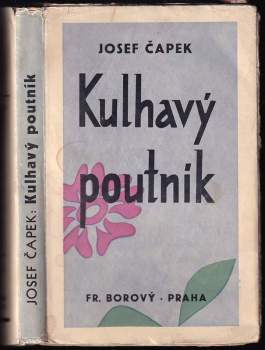 JOSEF ČAPEK: Kulhavý poutník
JOSEF ČAPEK
Kulhavý
poutník
FR. BOROVÝ · PRAHA